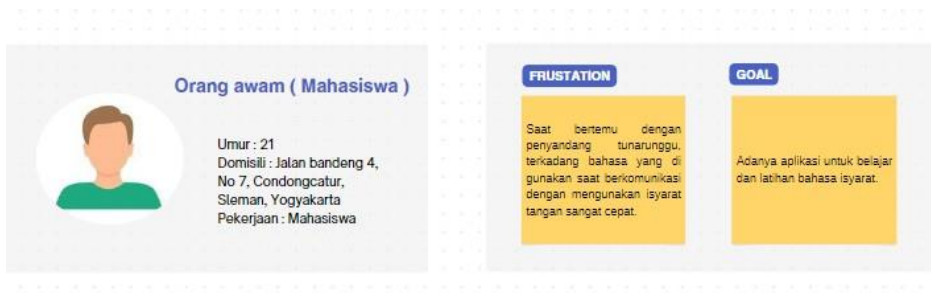 Orang awam ( Mahasiswa )
Umur : 21
Domisili : Jalan bandeng 4,
No 7, Condongcatur,
Sleman, Yogyakarta
Pekerjaan : Mahasiswa
FRUSTATION
Saat bertemu dengan
penyandang tunarunggu,
terkadang bahasa yang di
gunakan saat berkomunikasi
dengan mengunakan isyarat
tangan sangat cepat.
GOAL
Adanya aplikasi untuk belajar
dan latihan bahasa isyarat.